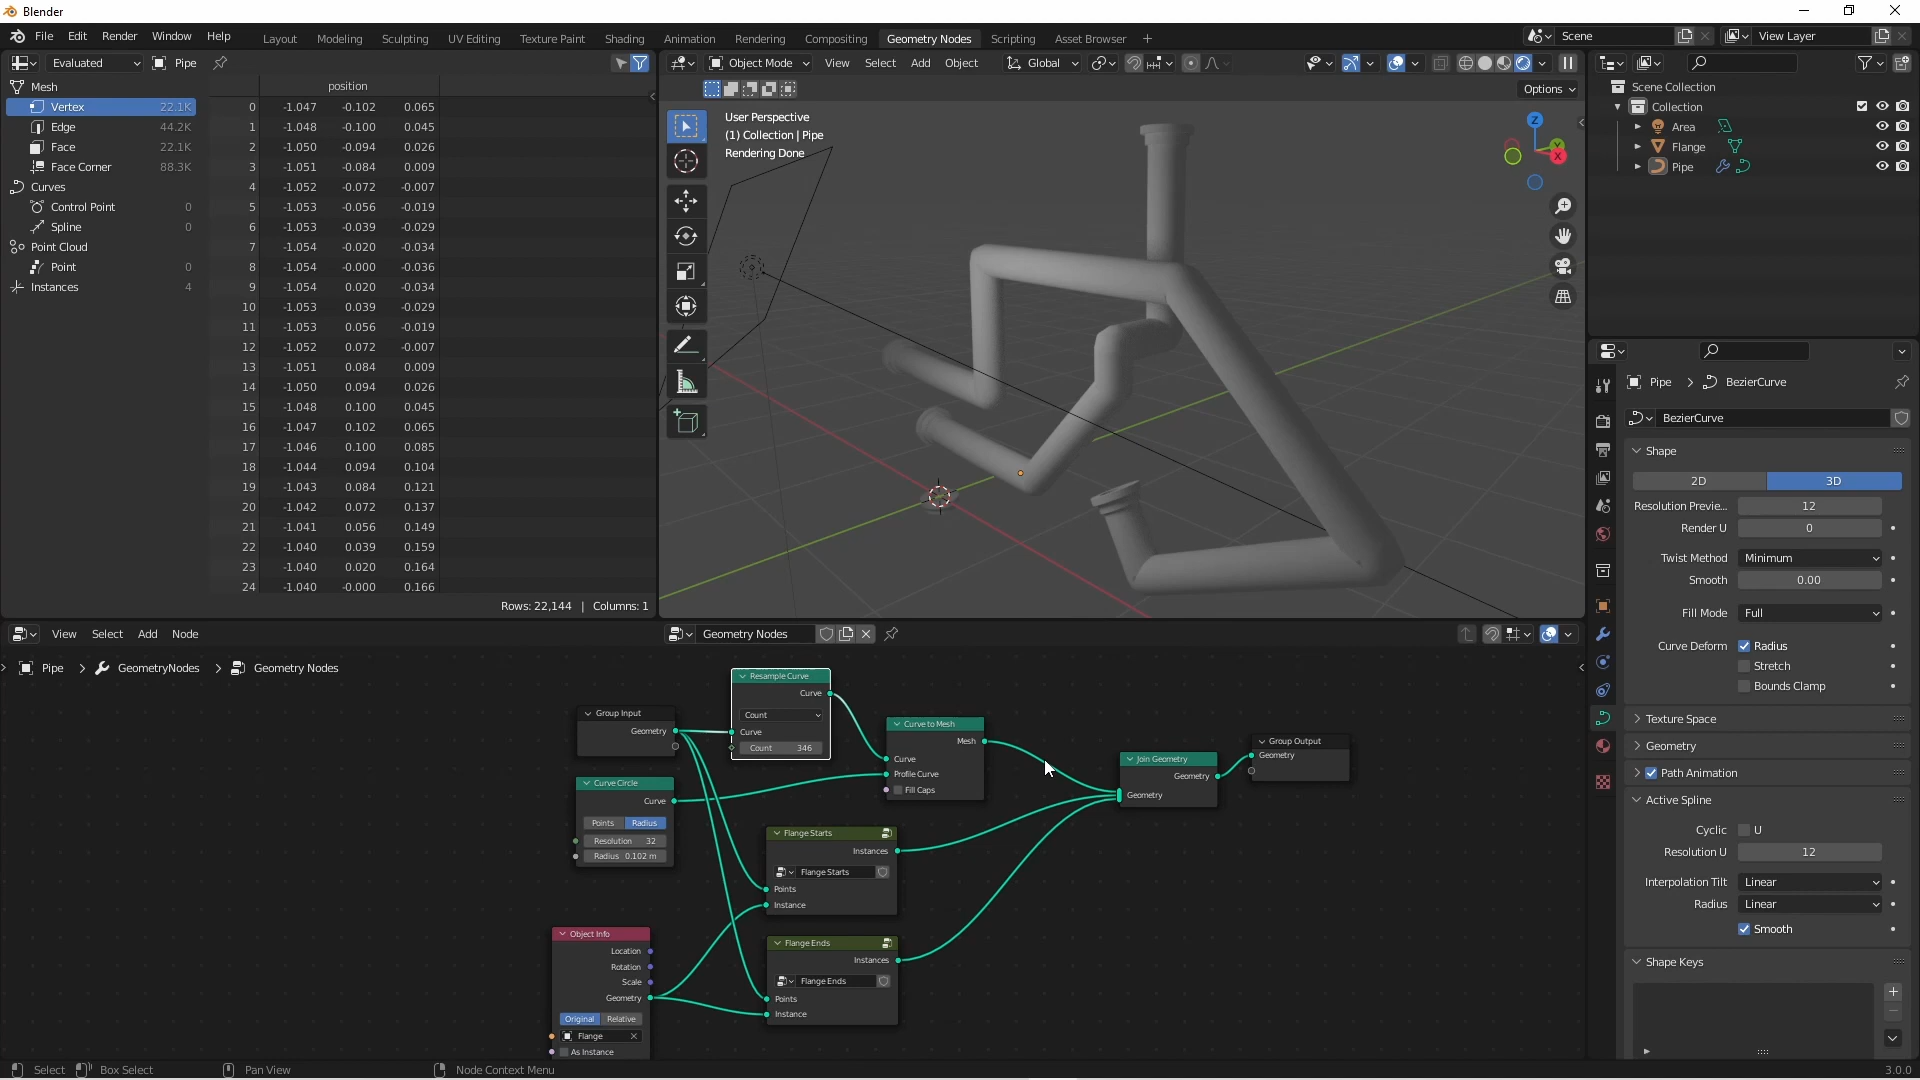 Blender
File Edit Render Window Help Layout Modeling Sculpting UV Editing Texture Paint Shading Animation Rendering Compositing Geometry Nodes Scripting Asset Browser + Scene View Layer
Evaluated Pipe
Object Mode View Select Add Object Global
Options
position
Mesh
Vertex 22.1K
Edge 44.2K
Face 22.1K
Face Corner 88.3K
Curves
Control Point 0
Spline 0
Point Cloud
Point 0
Instances 4
0 -1.047 -0.102 0.065
1 -1.048 -0.100 0.045
2 -1.050 -0.094 0.026
3 -1.051 -0.084 0.009
4 -1.052 -0.072 -0.007
5 -1.053 -0.056 -0.019
6 -1.053 -0.039 -0.029
7 -1.054 -0.020 -0.034
8 -1.054 -0.000 -0.036
9 -1.054 0.020 -0.034
10 -1.053 0.039 -0.029
11 -1.053 0.056 -0.019
12 -1.052 0.072 -0.007
13 -1.051 0.084 0.009
14 -1.050 0.094 0.026
15 -1.048 0.100 0.045
16 -1.047 0.102 0.065
17 -1.046 0.100 0.085
18 -1.044 0.094 0.104
19 -1.043 0.084 0.121
20 -1.042 0.072 0.137
21 -1.041 0.056 0.149
22 -1.040 0.039 0.159
23 -1.040 0.020 0.164
24 -1.040 -0.000 0.166
Rows: 22,144 | Columns: 1
User Perspective
(1) Collection | Pipe
Rendering Done
Z
Y
X
Scene Collection
Collection
Area
Flange
Pipe
Pipe > BezierCurve
BezierCurve
Shape
2D 3D
Resolution Previe... 12
Render U 0
Twist Method Minimum
Smooth 0.00
Fill Mode Full
Curve Deform Radius
Stretch
Bounds Clamp
Texture Space
Geometry
Path Animation
Active Spline
Cyclic U
Resolution U 12
Interpolation Tilt Linear
Radius Linear
Smooth
Shape Keys
View Select Add Node Geometry Nodes
Pipe > GeometryNodes > Geometry Nodes
Resample Curve
Curve
Count
Curve
Count 346
Group Input
Geometry
Curve to Mesh
Mesh
Curve
Profile Curve
Fill Caps
Join Geometry
Geometry
Geometry
Group Output
Geometry
Curve Circle
Curve
Points Radius
Resolution 32
Radius 0.102 m
Flange Starts
Instances
Flange Starts
Points
Instance
Object Info
Location
Rotation
Scale
Geometry
Original Relative
Flange
As Instance
Flange Ends
Instances
Flange Ends
Points
Instance
Select Box Select Pan View Node Context Menu 3.0.0